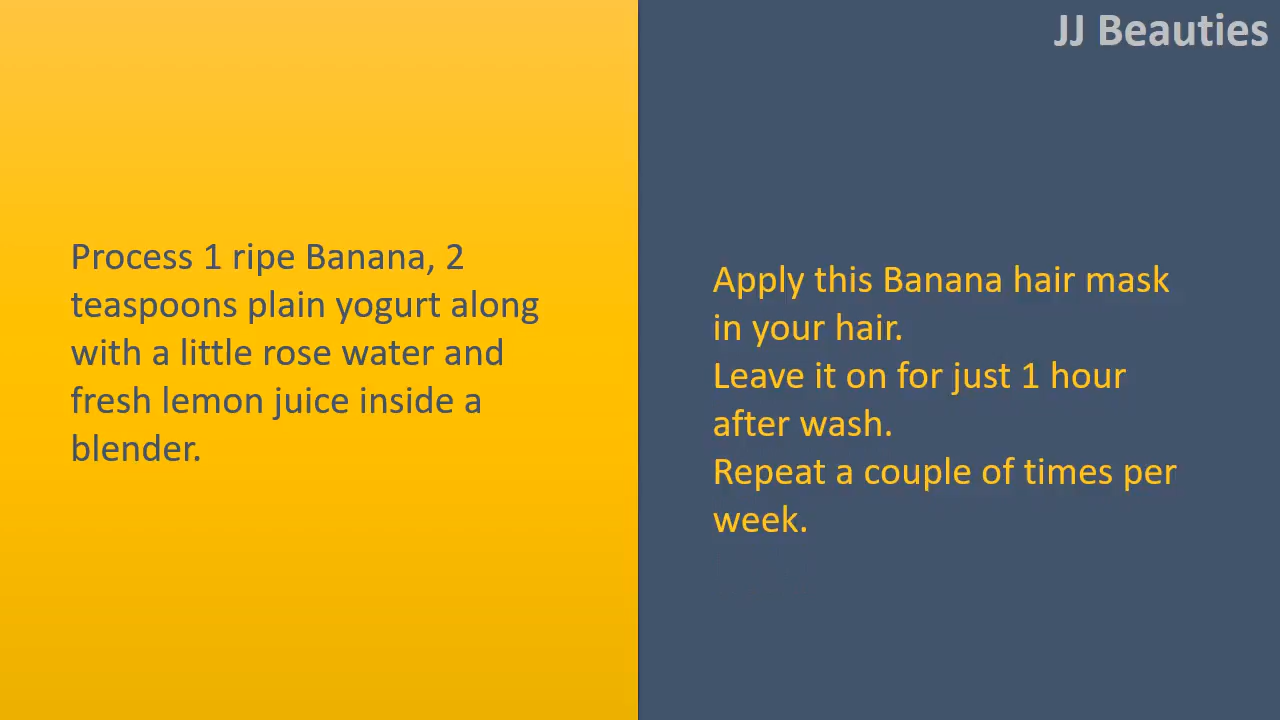 JJ Beauties
Process 1 ripe Banana, 2
teaspoons plain yogurt along
with a little rose water and
fresh lemon juice inside a
blender.
Apply this Banana hair mask
in your hair.
Leave it on for just 1 hour
after wash.
Repeat a couple of times per
week.